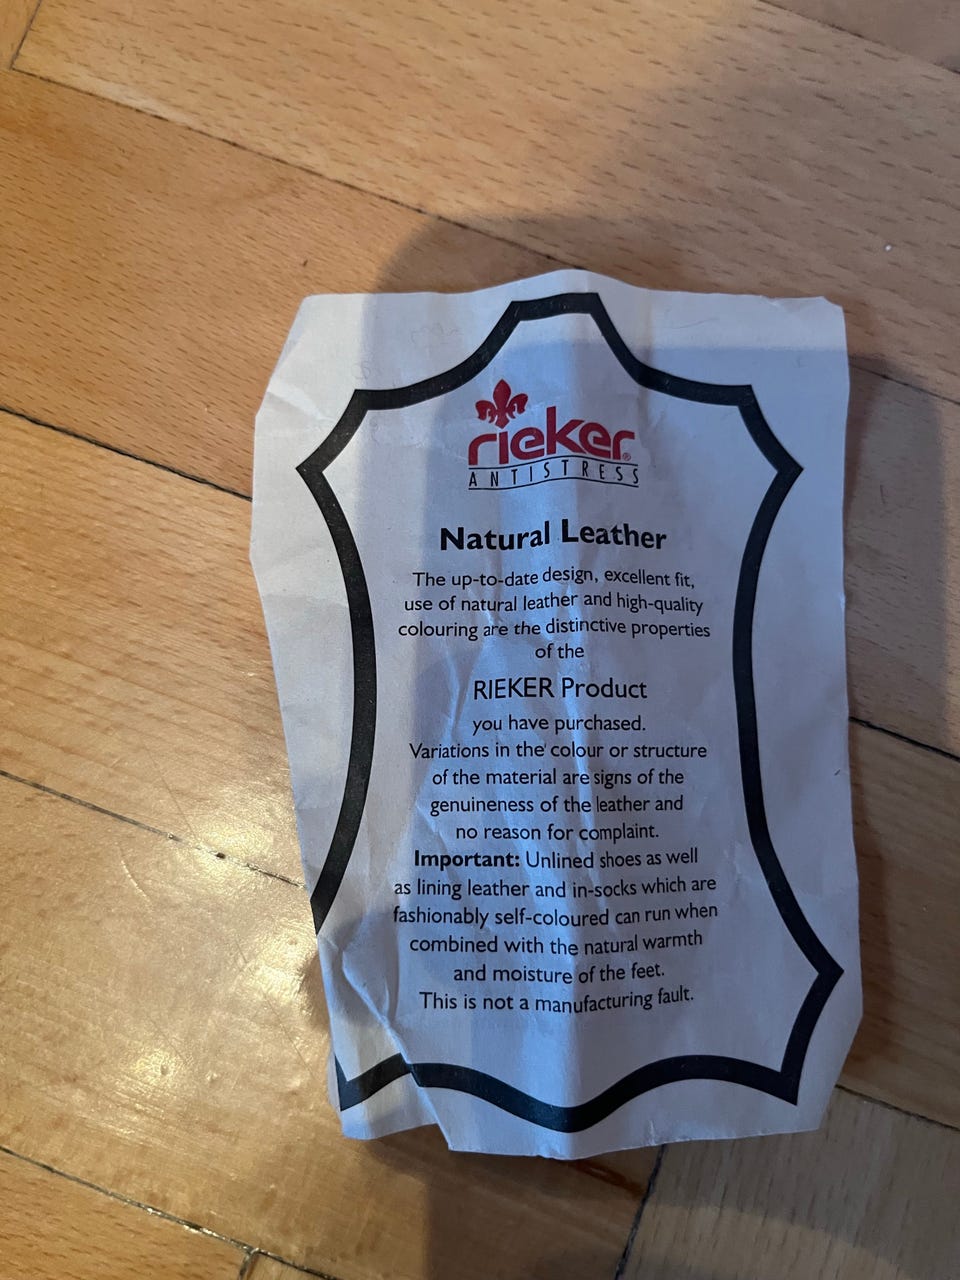 rieker®
ANTISTRESS
Natural Leather
The up-to-date design, excellent fit,
use of natural leather and high-quality
colouring are the distinctive properties
of the
RIEKER Product
you have purchased.
Variations in the colour or structure
of the material are signs of the
genuineness of the leather and
no reason for complaint.
Important: Unlined shoes as well
as lining leather and in-socks which are
fashionably self-coloured can run when
combined with the natural warmth
and moisture of the feet.
This is not a manufacturing fault.